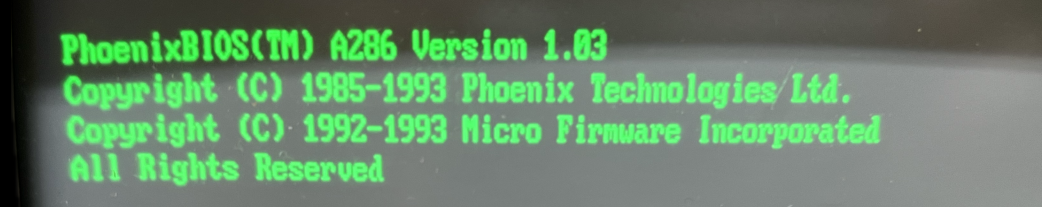 PhoenixBIOS(TM) A286 Version 1.03
Copyright (C) 1985-1993 Phoenix Technologies Ltd.
Copyright (C) 1992-1993 Micro Firmware Incorporated
All Rights Reserved